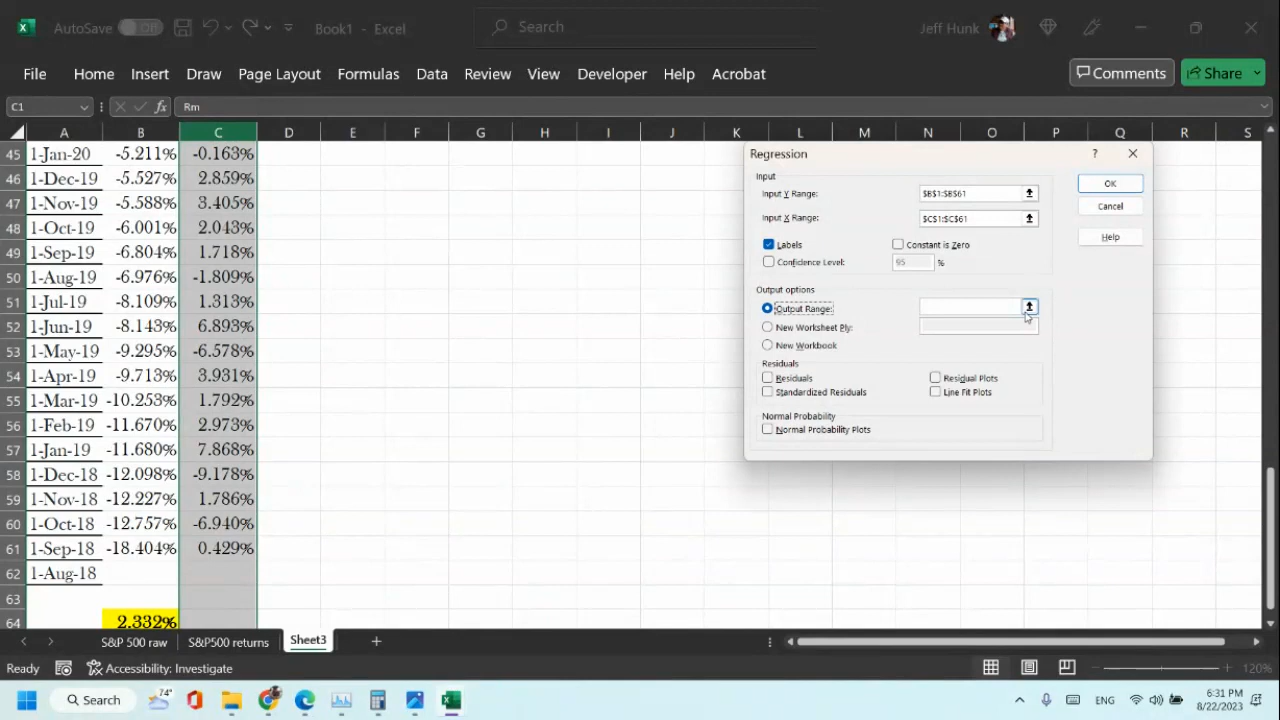 AutoSave Off Book1 - Excel Search Jeff Hunk
File Home Insert Draw Page Layout Formulas Data Review View Developer Help Acrobat Comments Share
C1 fx Rm
A B C D E F G H I J K L M N O P Q R S
45 1-Jan-20 -5.211% -0.163%
46 1-Dec-19 -5.527% 2.859%
47 1-Nov-19 -5.588% 3.405%
48 1-Oct-19 -6.001% 2.043%
49 1-Sep-19 -6.804% 1.718%
50 1-Aug-19 -6.976% -1.809%
51 1-Jul-19 -8.109% 1.313%
52 1-Jun-19 -8.143% 6.893%
53 1-May-19 -9.295% -6.578%
54 1-Apr-19 -9.713% 3.931%
55 1-Mar-19 -10.253% 1.792%
56 1-Feb-19 -11.670% 2.973%
57 1-Jan-19 -11.680% 7.868%
58 1-Dec-18 -12.098% -9.178%
59 1-Nov-18 -12.227% 1.786%
60 1-Oct-18 -12.757% -6.940%
61 1-Sep-18 -18.404% 0.429%
62 1-Aug-18
63
64 2.332%
Regression ?
Input
Input Y Range: $B$1:$B$61 OK
Input X Range: $C$1:$C$61 Cancel
Labels Constant is Zero Help
Confidence Level: 95 %
Output options
Output Range:
New Worksheet Ply:
New Workbook
Residuals
Residuals Residual Plots
Standardized Residuals Line Fit Plots
Normal Probability
Normal Probability Plots
S&P 500 raw S&P500 returns Sheet3
Ready Accessibility: Investigate 120%
Search 74° ENG 6:31 PM
8/22/2023